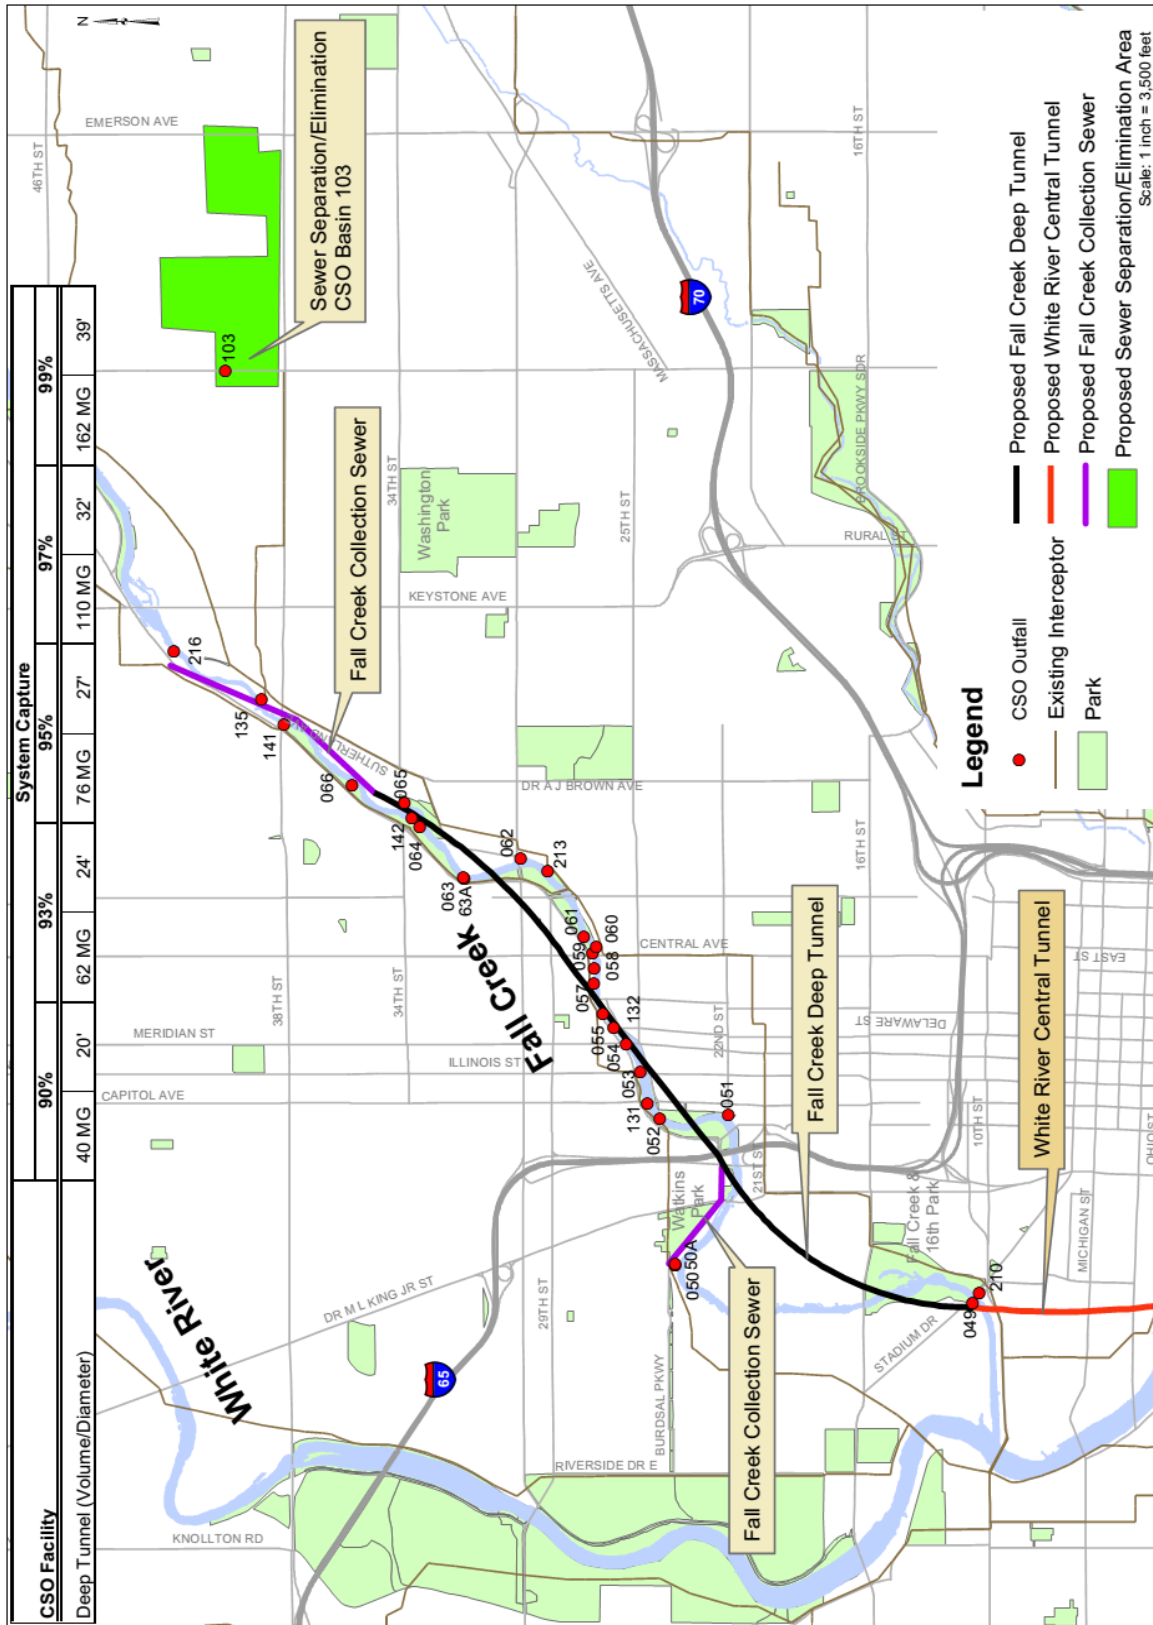 CSO Facility
System Capture
90%
93%
95%
97%
99%
Deep Tunnel (Volume/Diameter)
40 MG
20'
62 MG
24'
76 MG
27'
110 MG
32'
162 MG
39'
N
46TH ST
EMERSON AVE
Sewer Separation/Elimination
CSO Basin 103
103
White River
KNOLLTON RD
DR M L KING JR ST
65
CAPITOL AVE
MERIDIAN ST
ILLINOIS ST
38TH ST
34TH ST
34TH ST
216
135
141
066
SUTHERLAND AV
065
142
064
063
63A
062
213
061
059
060
058
057
055
132
054
053
131
052
051
050
50A
Fall Creek
Fall Creek Collection Sewer
Washington
Park
KEYSTONE AVE
MASSACHUSETTS AVE
70
25TH ST
29TH ST
DR A J BROWN AVE
CENTRAL AVE
RURAL ST
BROOKSIDE PKWY SDR
16TH ST
16TH ST
22ND ST
21ST ST
Watkins
Park
BURDSAL PKWY
RIVERSIDE DR E
Fall Creek Collection Sewer
Fall Creek Deep Tunnel
DELAWARE ST
EAST ST
10TH ST
Fall Creek &
16th Park
STADIUM DR
049
210
MICHIGAN ST
OHIO ST
White River Central Tunnel
Legend
CSO Outfall
Existing Interceptor
Park
Proposed Fall Creek Deep Tunnel
Proposed White River Central Tunnel
Proposed Fall Creek Collection Sewer
Proposed Sewer Separation/Elimination Area
Scale: 1 inch = 3,500 feet